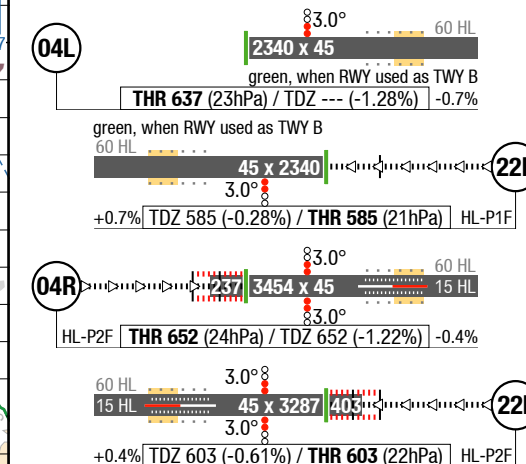 3.0°
60 HL
04L
2340 x 45
green, when RWY used as TWY B
THR 637 (23hPa) / TDZ --- (-1.28%) -0.7%
green, when RWY used as TWY B
60 HL
45 x 2340
3.0°
+0.7% TDZ 585 (-0.28%) / THR 585 (21hPa) HL-P1F
3.0°
60 HL
04R
237 3454 x 45
15 HL
3.0°
HL-P2F THR 652 (24hPa) / TDZ 652 (-1.22%) -0.4%
60 HL
3.0°
15 HL
45 x 3287 403
3.0°
+0.4% TDZ 603 (-0.61%) / THR 603 (22hPa) HL-P2F